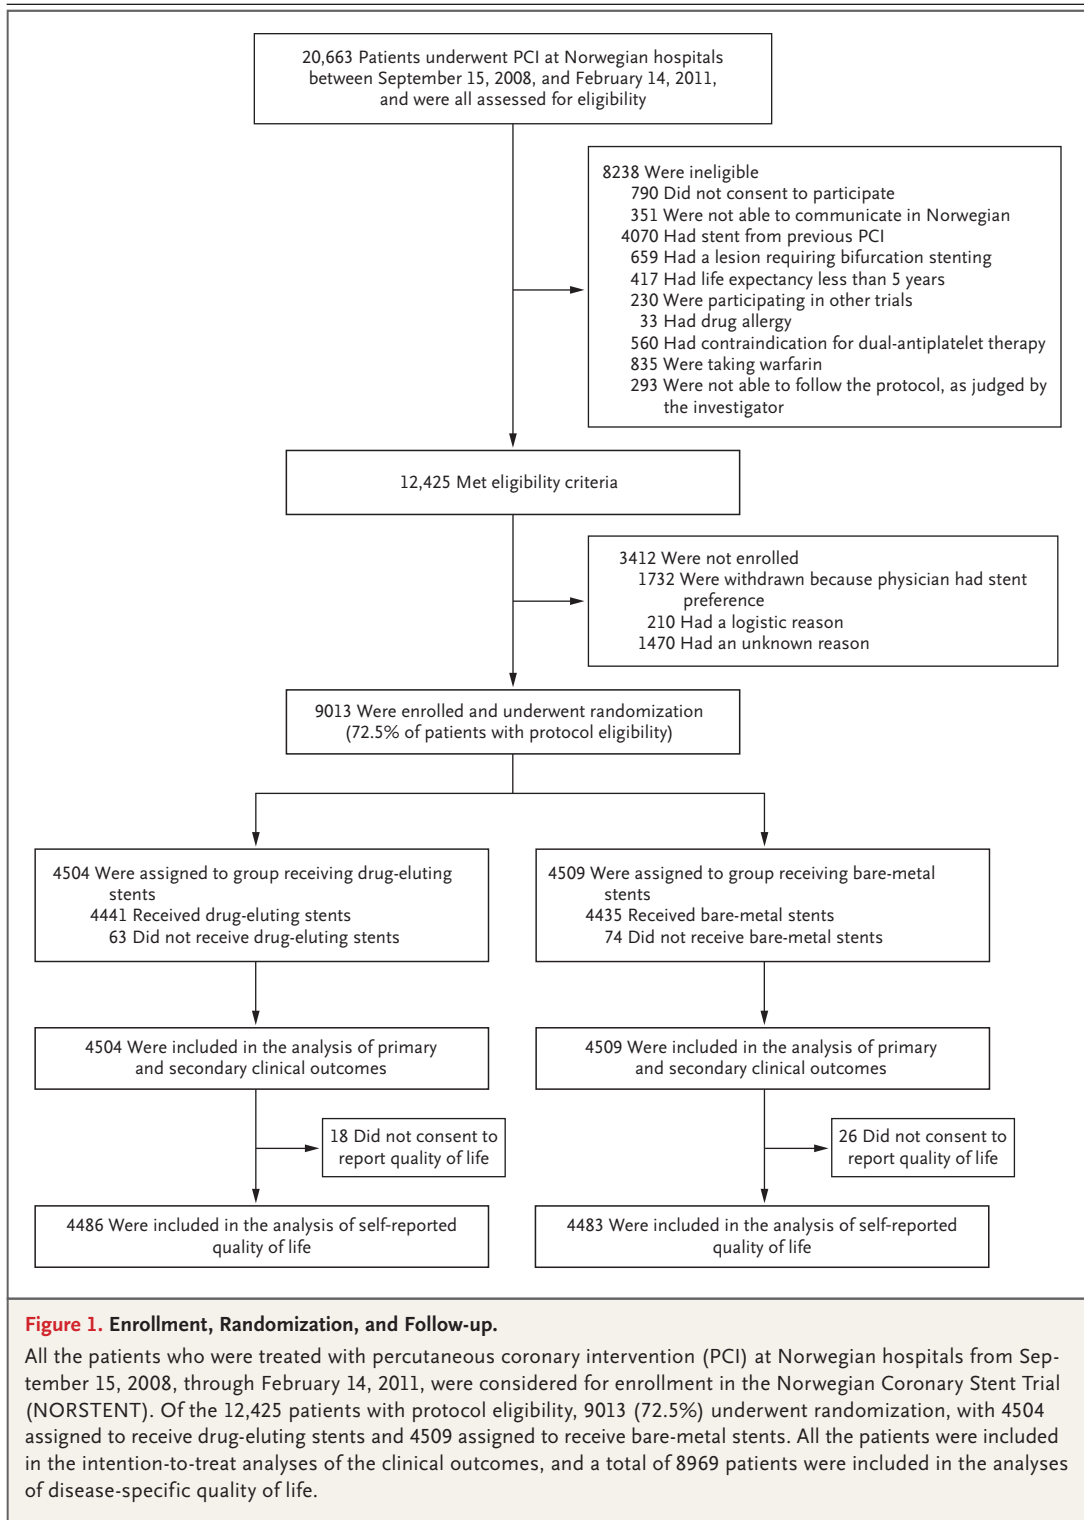 20,663 Patients underwent PCI at Norwegian hospitals
between September 15, 2008, and February 14, 2011,
and were all assessed for eligibility
8238 Were ineligible
790 Did not consent to participate
351 Were not able to communicate in Norwegian
4070 Had stent from previous PCI
659 Had a lesion requiring bifurcation stenting
417 Had life expectancy less than 5 years
230 Were participating in other trials
33 Had drug allergy
560 Had contraindication for dual-antiplatelet therapy
835 Were taking warfarin
293 Were not able to follow the protocol, as judged by
the investigator
12,425 Met eligibility criteria
3412 Were not enrolled
1732 Were withdrawn because physician had stent
preference
210 Had a logistic reason
1470 Had an unknown reason
9013 Were enrolled and underwent randomization
(72.5% of patients with protocol eligibility)
4504 Were assigned to group receiving drug-eluting
stents
4441 Received drug-eluting stents
63 Did not receive drug-eluting stents
4509 Were assigned to group receiving bare-metal
stents
4435 Received bare-metal stents
74 Did not receive bare-metal stents
4504 Were included in the analysis of primary
and secondary clinical outcomes
4509 Were included in the analysis of primary
and secondary clinical outcomes
18 Did not consent to
report quality of life
26 Did not consent to
report quality of life
4486 Were included in the analysis of self-reported
quality of life
4483 Were included in the analysis of self-reported
quality of life
Figure 1. Enrollment, Randomization, and Follow-up.
All the patients who were treated with percutaneous coronary intervention (PCI) at Norwegian hospitals from Sep-
tember 15, 2008, through February 14, 2011, were considered for enrollment in the Norwegian Coronary Stent Trial
(NORSTENT). Of the 12,425 patients with protocol eligibility, 9013 (72.5%) underwent randomization, with 4504
assigned to receive drug-eluting stents and 4509 assigned to receive bare-metal stents. All the patients were included
in the intention-to-treat analyses of the clinical outcomes, and a total of 8969 patients were included in the analyses
of disease-specific quality of life.